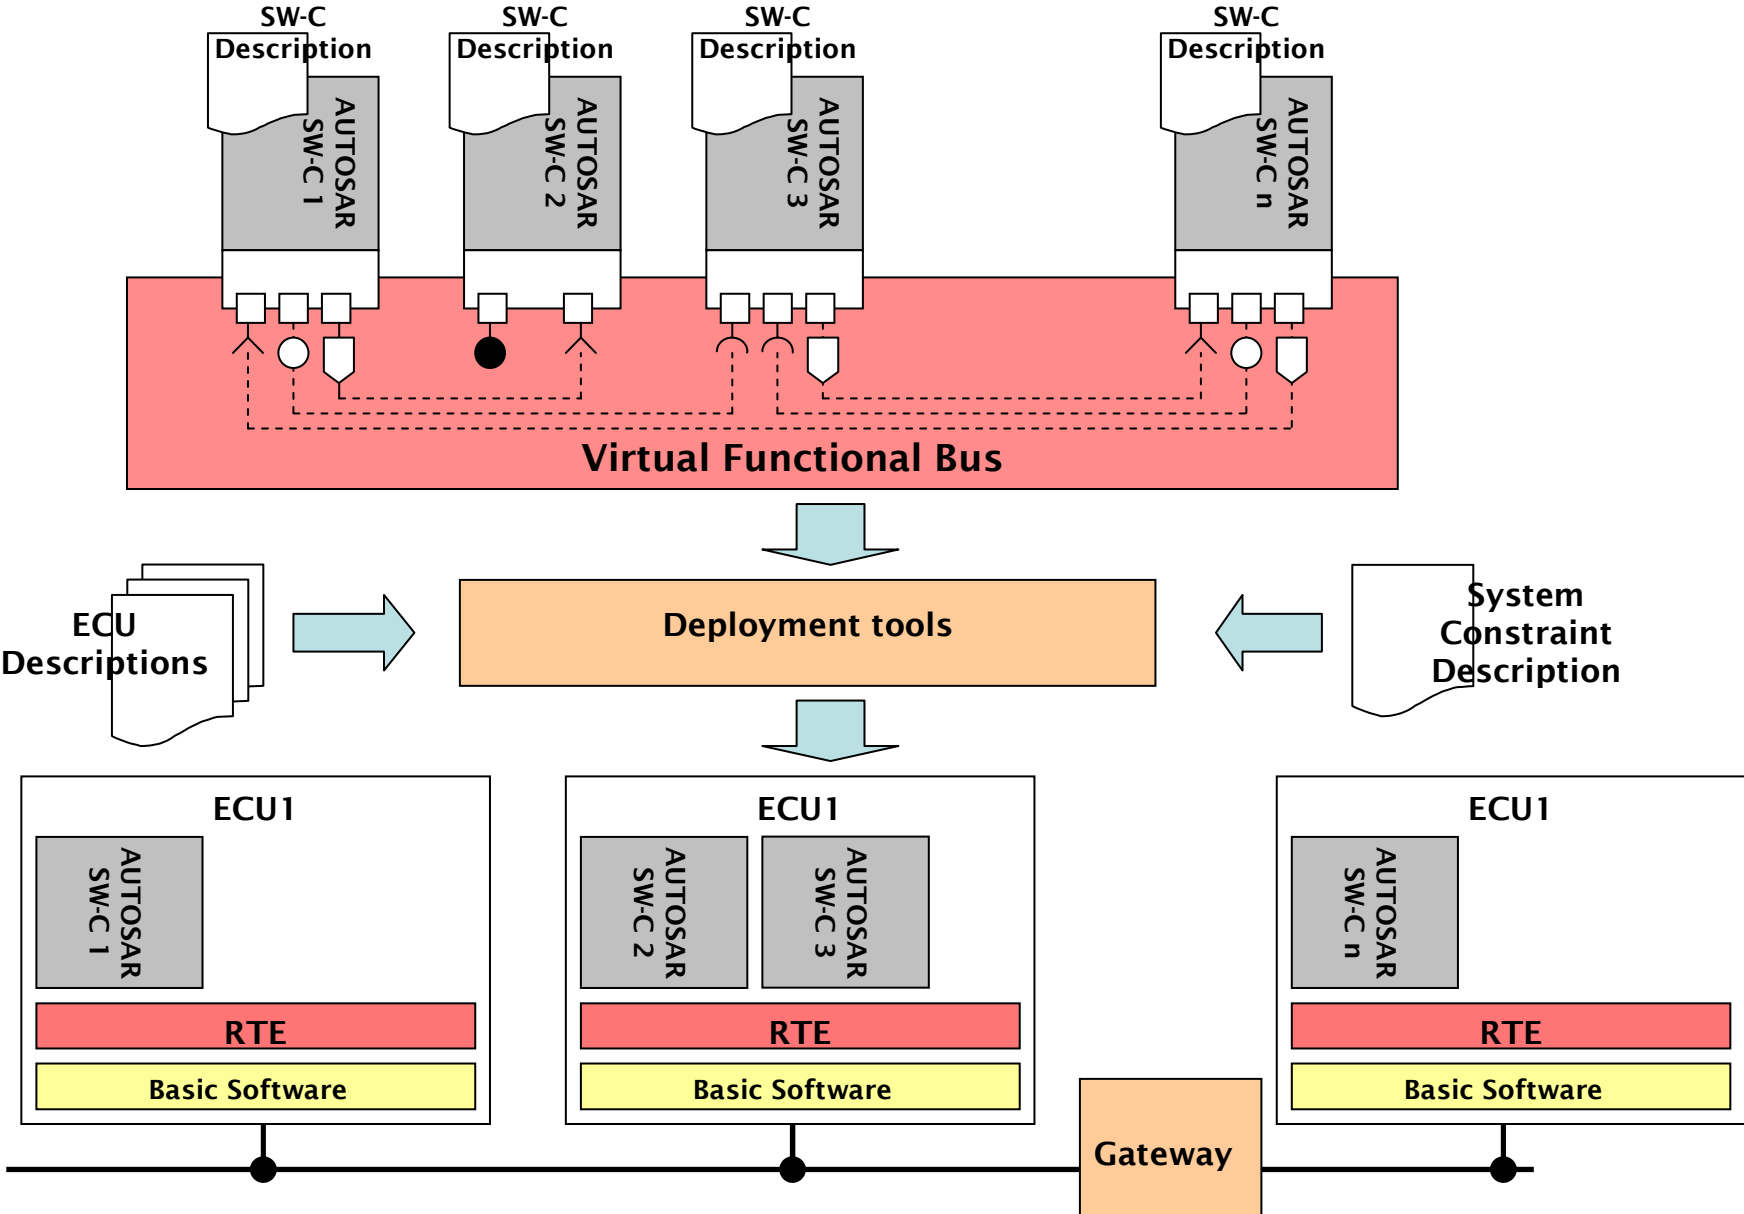 SW-C
Description
SW-C
Description
SW-C
Description
SW-C
Description
AUTOSAR
SW-C 1
AUTOSAR
SW-C 2
AUTOSAR
SW-C 3
AUTOSAR
SW-C n
Virtual Functional Bus
ECU
Descriptions
Deployment tools
System
Constraint
Description
ECU1
AUTOSAR
SW-C 1
RTE
Basic Software
ECU1
AUTOSAR
SW-C 2
AUTOSAR
SW-C 3
RTE
Basic Software
ECU1
AUTOSAR
SW-C n
RTE
Basic Software
Gateway